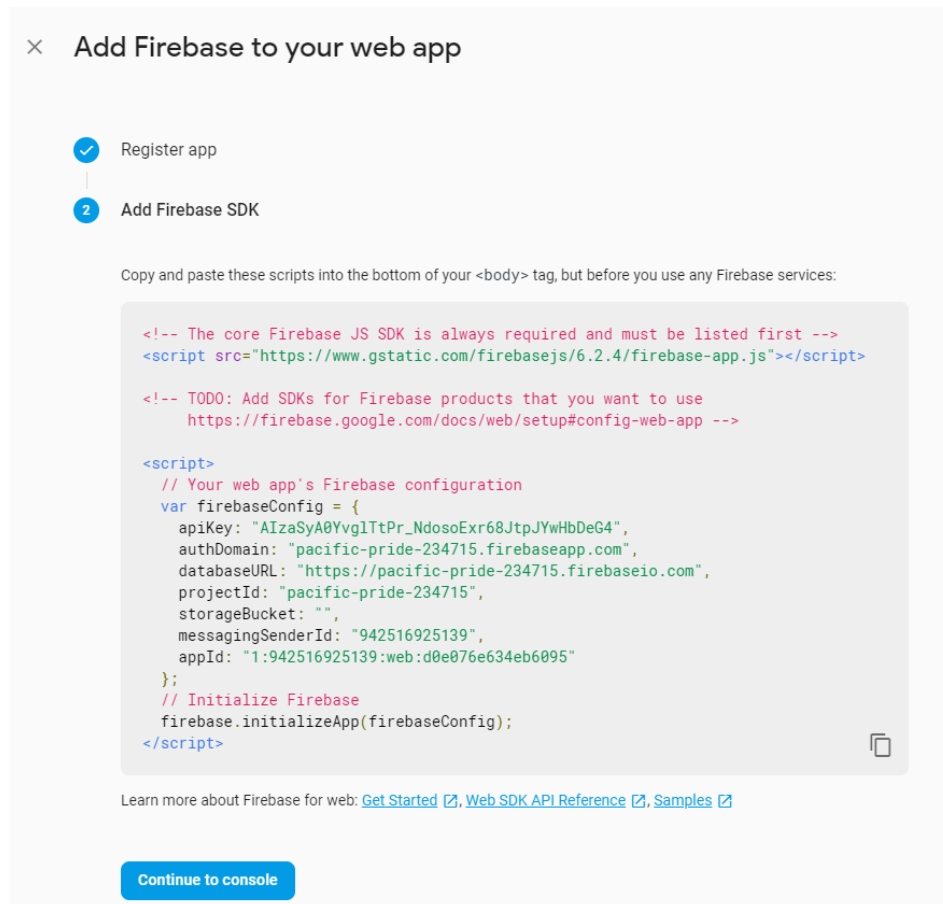 Add Firebase to your web app
Register app
2 Add Firebase SDK
Copy and paste these scripts into the bottom of your <body> tag, but before you use any Firebase services:
<!-- The core Firebase JS SDK is always required and must be listed first -->
<script src="https://www.gstatic.com/firebasejs/6.2.4/firebase-app.js"></script>
<!-- TODO: Add SDKs for Firebase products that you want to use
https://firebase.google.com/docs/web/setup#config-web-app -->
<script>
// Your web app's Firebase configuration
var firebaseConfig = {
apiKey: "AIzaSyA0YvglTtPr_NdosoExr68JtpJYwHbDeG4",
authDomain: "pacific-pride-234715.firebaseapp.com",
databaseURL: "https://pacific-pride-234715.firebaseio.com",
projectId: "pacific-pride-234715",
storageBucket: "",
messagingSenderId: "942516925139",
appId: "1:942516925139:web:d0e076e634eb6095"
};
// Initialize Firebase
firebase.initializeApp(firebaseConfig);
</script>
Learn more about Firebase for web: Get Started, Web SDK API Reference, Samples
Continue to console